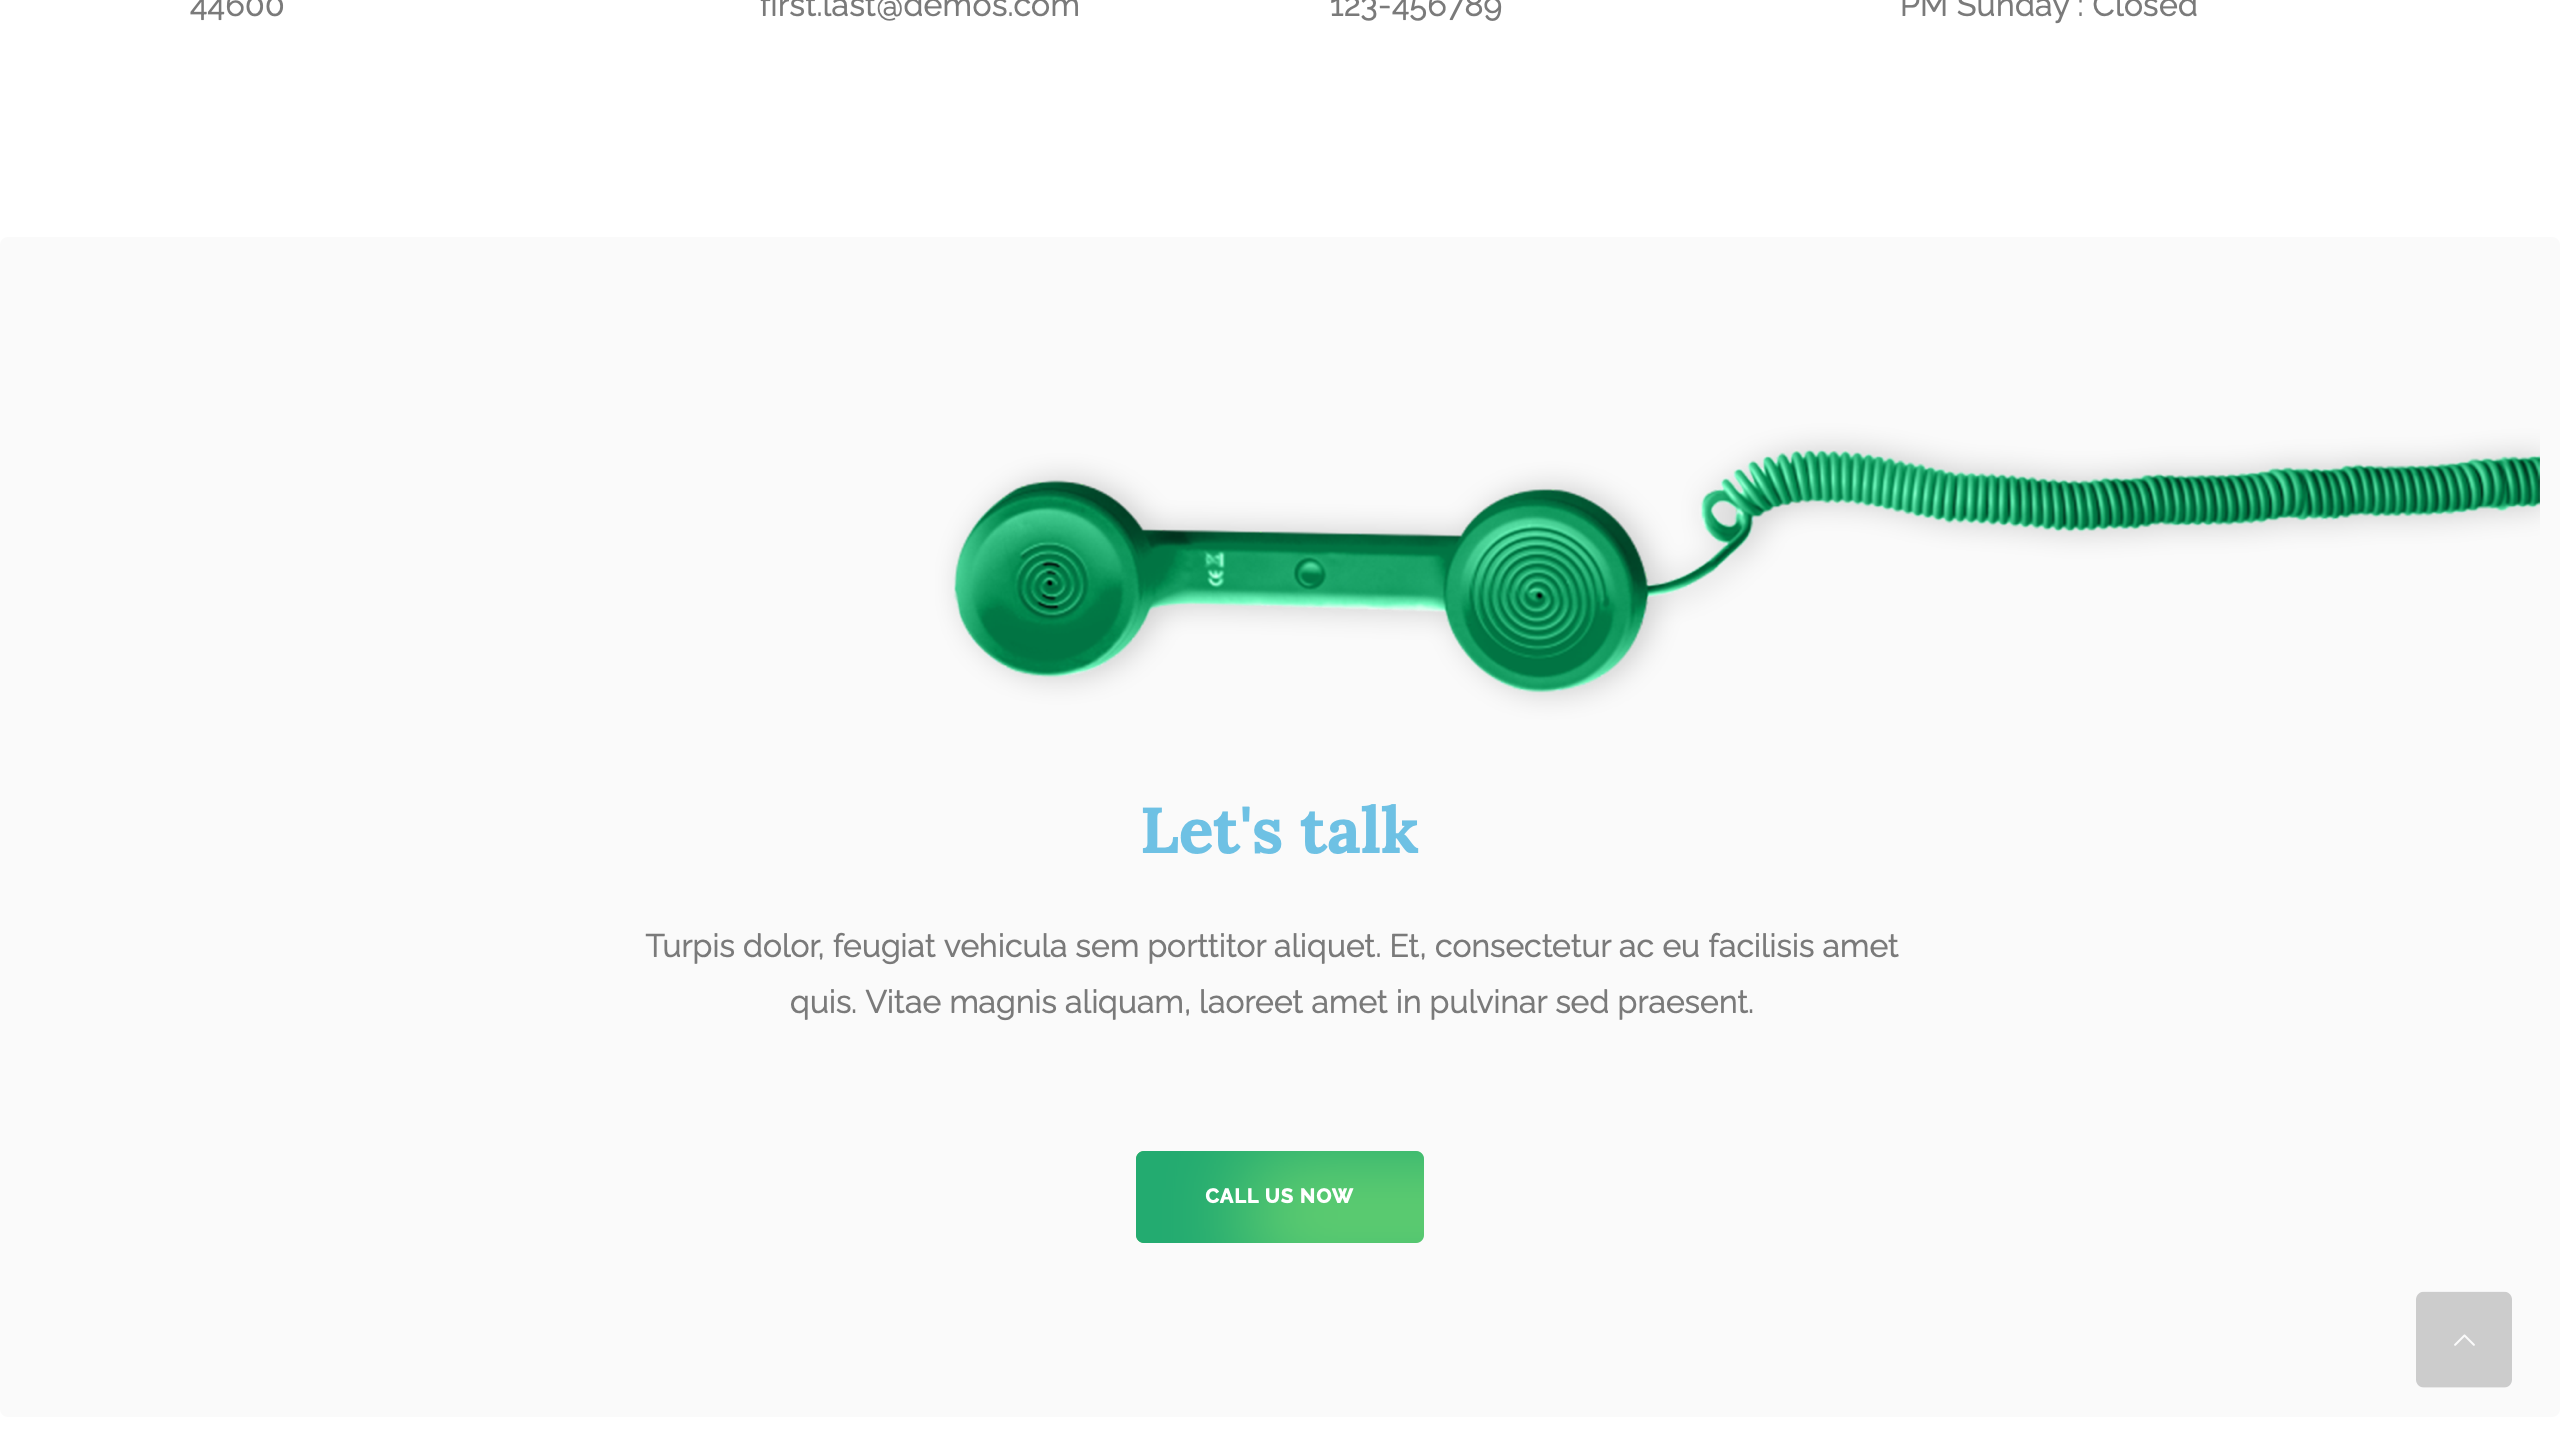 44600
first.last@demos.com
123-456789
PM Sunday : Closed
CE
Let's talk
Turpis dolor, feugiat vehicula sem porttitor aliquet. Et, consectetur ac eu facilisis amet
quis. Vitae magnis aliquam, laoreet amet in pulvinar sed praesent.
CALL US NOW